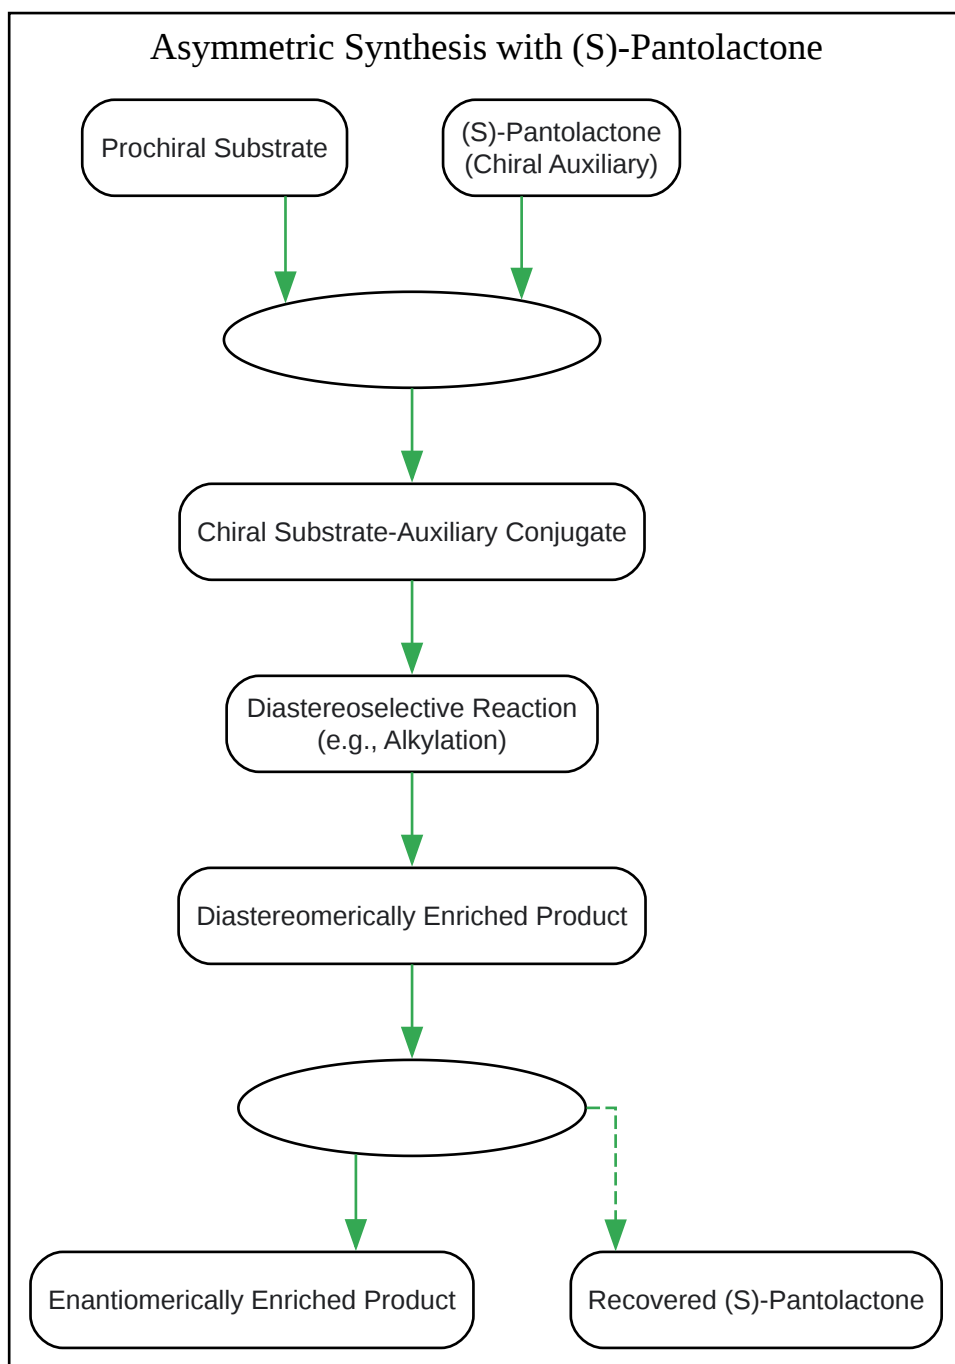 Asymmetric Synthesis with (S)-Pantolactone
Prochiral Substrate
(S)-Pantolactone
(Chiral Auxiliary)
Chiral Substrate-Auxiliary Conjugate
Diastereoselective Reaction
(e.g., Alkylation)
Diastereomerically Enriched Product
Enantiomerically Enriched Product
Recovered (S)-Pantolactone